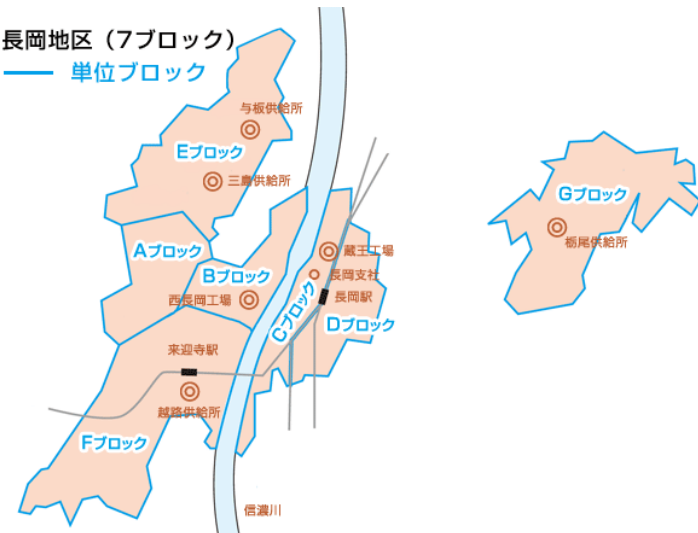 長岡地区（7ブロック）
単位ブロック
与板供給所
Eブロック
三島供給所
Gブロック
栃尾供給所
Aブロック
蔵王工場
Bブロック
長岡支社
西長岡工場
長岡駅
Cブロック
Dブロック
来迎寺駅
越路供給所
Fブロック
信濃川